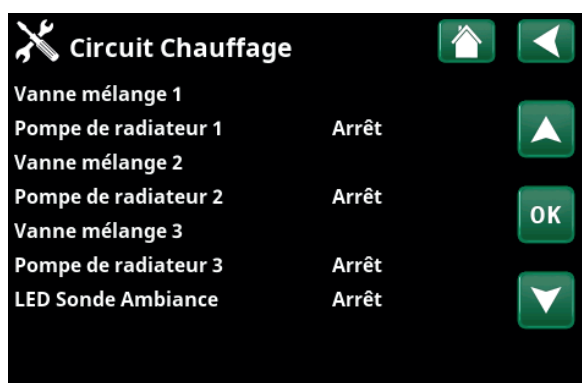 Circuit Chauffage
Vanne mélange 1
Pompe de radiateur 1 Arrêt
Vanne mélange 2
Pompe de radiateur 2 Arrêt
OK
Vanne mélange 3
Pompe de radiateur 3 Arrêt
LED Sonde Ambiance Arrêt